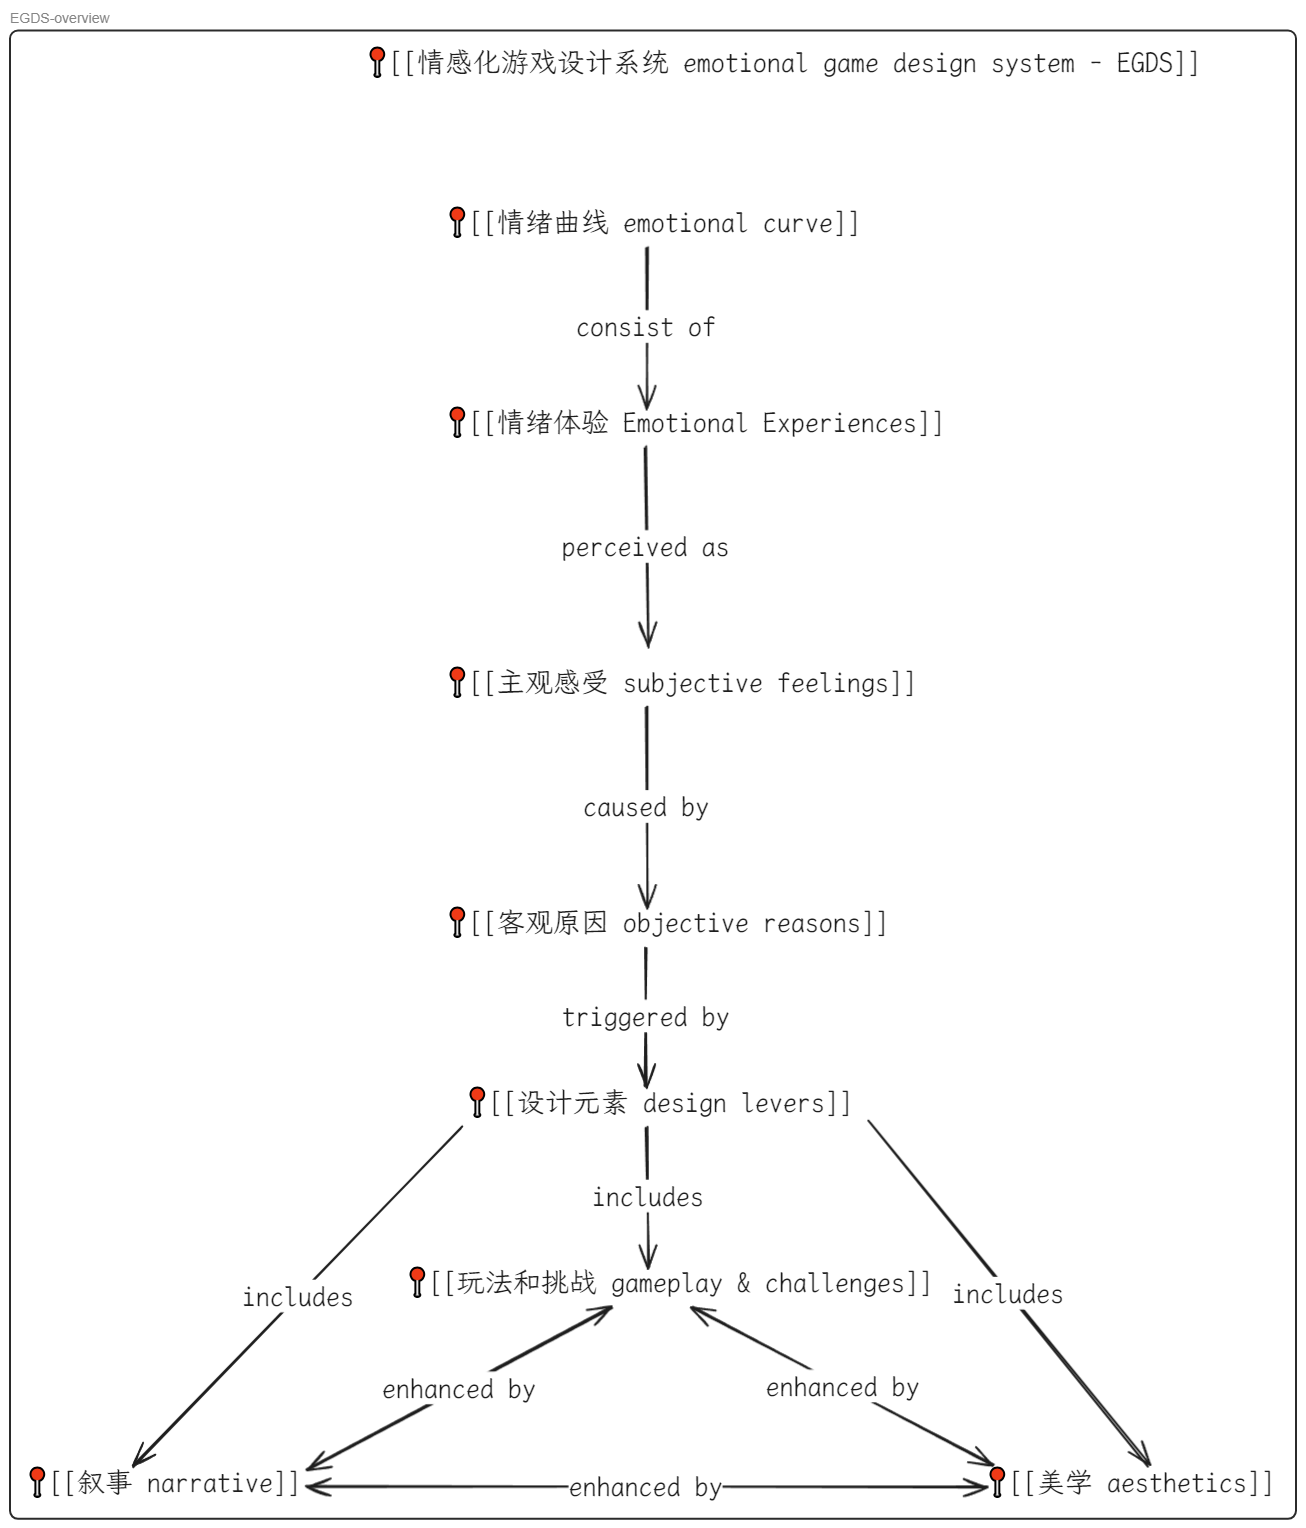 EGDS-overview
[[情感化游戏设计系统 emotional game design system - EGDS]]
[[情绪曲线 emotional curve]]
consist of
[[情绪体验 Emotional Experiences]]
perceived as
[[主观感受 subjective feelings]]
caused by
[[客观原因 objective reasons]]
triggered by
[[设计元素 design levers]]
includes
[[玩法和挑战 gameplay & challenges]]
includes
includes
enhanced by
enhanced by
[[叙事 narrative]]
enhanced by
[[美学 aesthetics]]